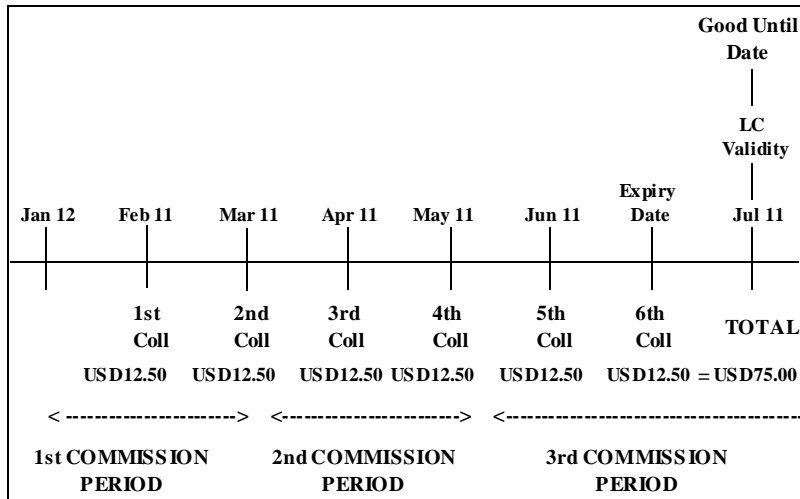 Good Until
Date
LC
Validity
Expiry
Date
Jan 12 Feb 11 Mar 11 Apr 11 May 11 Jun 11 Jul 11
1st 2nd 3rd 4th 5th 6th
Coll Coll Coll Coll Coll Coll TOTAL
USD12.50 USD12.50 USD12.50 USD12.50 USD12.50 USD12.50 = USD75.00
< ------------------------ > <----------------------------> <------------------------------------------
1st COMMISSION 2nd COMMISSION 3rd COMMISSION
PERIOD PERIOD PERIOD